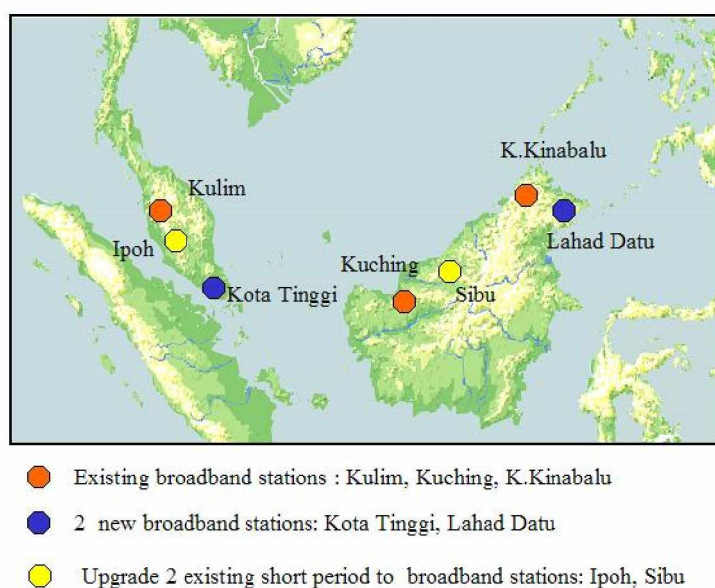 K.Kinabalu
Kulim
Lahad Datu
Ipoh
Kuching
Kota Tinggi
Sibu
Existing broadband stations : Kulim, Kuching, K.Kinabalu
2 new broadband stations: Kota Tinggi, Lahad Datu
Upgrade 2 existing short period to broadband stations: Ipoh, Sibu